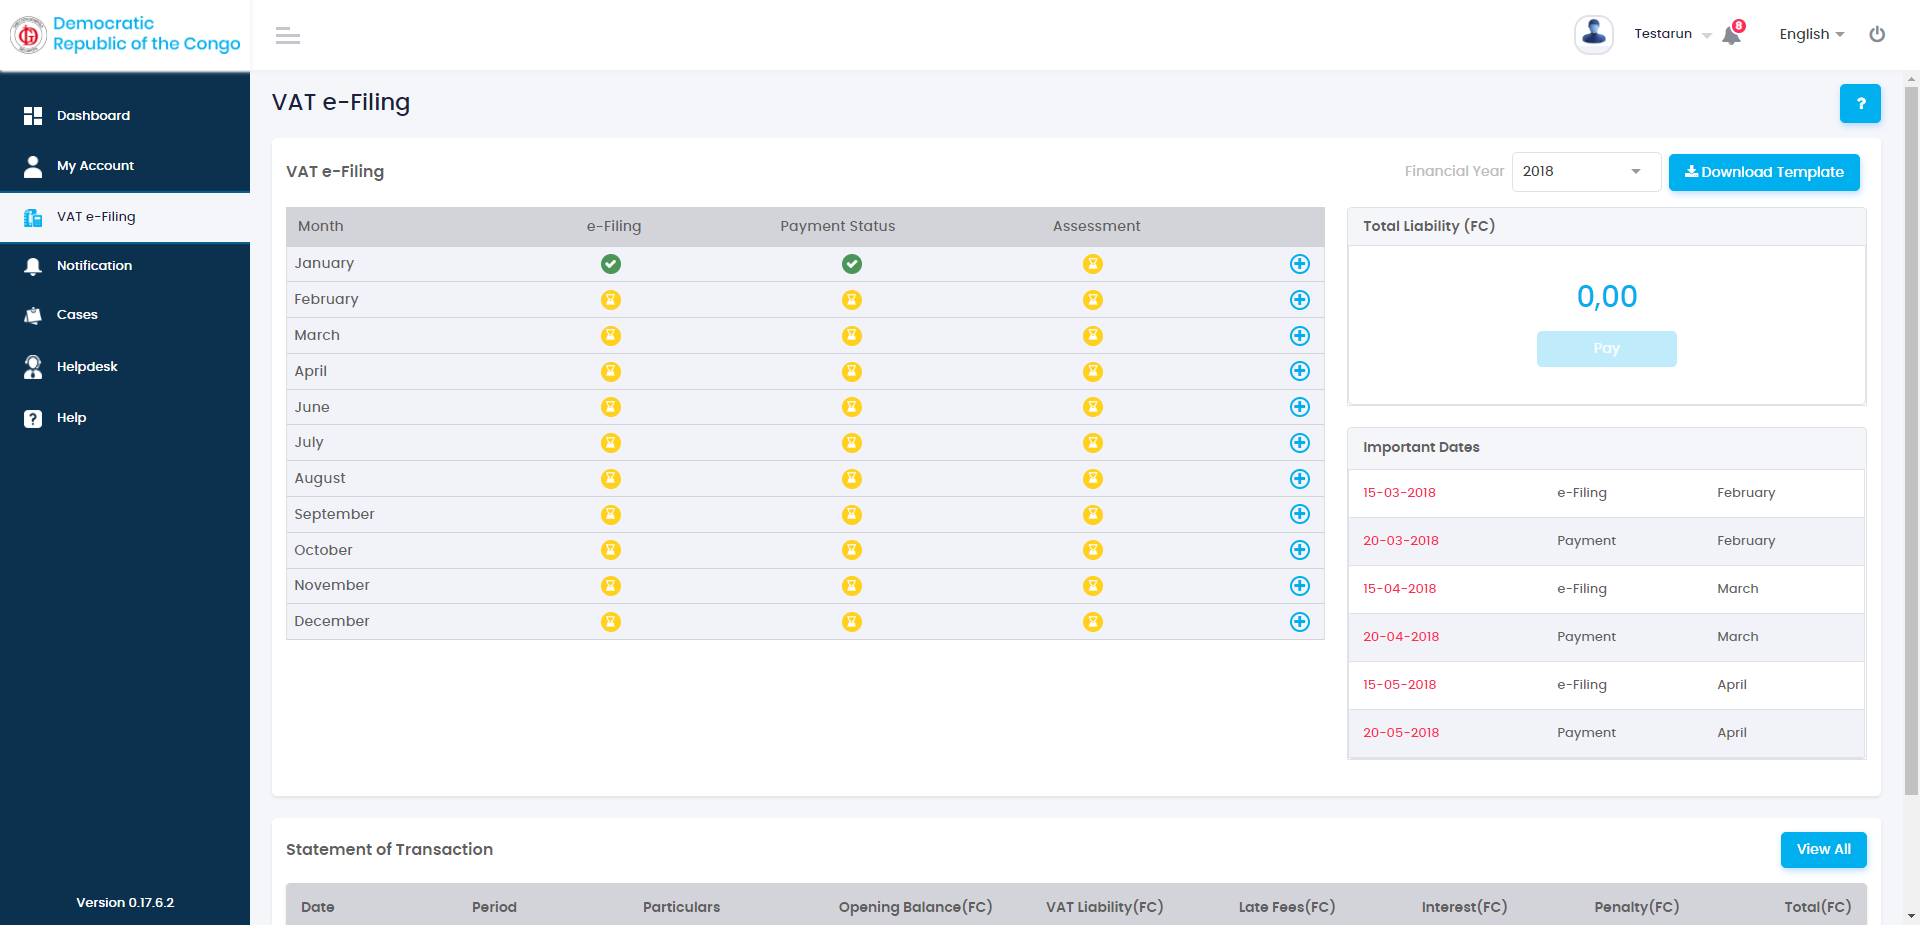 Democratic
Republic of the Congo
Testarun
8
English
Dashboard
My Account
VAT e-Filing
Notification
Cases
Helpdesk
Help
Version 0.17.6.2
VAT e-Filing
?
VAT e-Filing
Financial Year
2018
Download Template
Month e-Filing Payment Status Assessment
January
February
March
April
June
July
August
September
October
November
December
Total Liability (FC)
0,00
Pay
Important Dates
15-03-2018 e-Filing February
20-03-2018 Payment February
15-04-2018 e-Filing March
20-04-2018 Payment March
15-05-2018 e-Filing April
20-05-2018 Payment April
Statement of Transaction
View All
Date Period Particulars Opening Balance(FC) VAT Liability(FC) Late Fees(FC) Interest(FC) Penalty(FC) Total(FC)